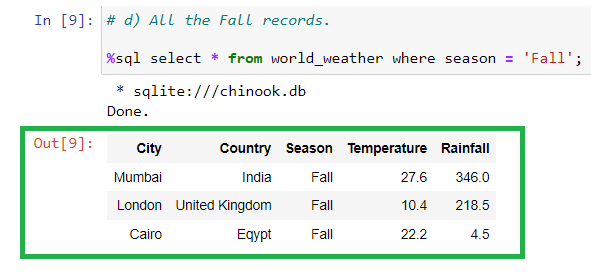 In [9]: # d) All the Fall records.
%sql select * from world_weather where season = 'Fall';
* sqlite:///chinook.db
Done.
Out[9]:
City Country Season Temperature Rainfall
Mumbai India Fall 27.6 346.0
London United Kingdom Fall 10.4 218.5
Cairo Eqypt Fall 22.2 4.5